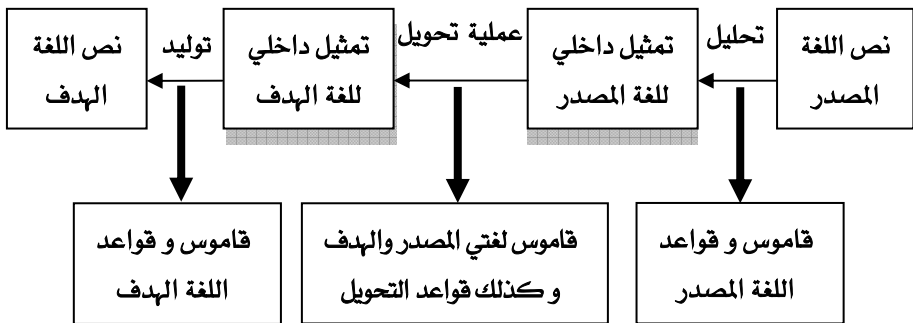 نص اللغة
المصدر
تحليل
تمثيل داخلي
للغة المصدر
عملية تحويل
تمثيل داخلي
للغة الهدف
توليد
نص اللغة
الهدف
قاموس و قواعد
اللغة المصدر
قاموس لغتي المصدر والهدف
و كذلك قواعد التحويل
قاموس و قواعد
اللغة الهدف